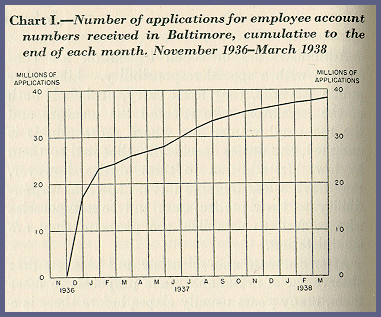 Chart I.—Number of applications for employee account
numbers received in Baltimore, cumulative to the
end of each month. November 1936–March 1938
MILLIONS OF
APPLICATIONS
MILLIONS OF
APPLICATIONS
40 40
30 30
20 20
10 10
0 0
N D J F M A M J J A S O N D J F M
1936 1937 1938